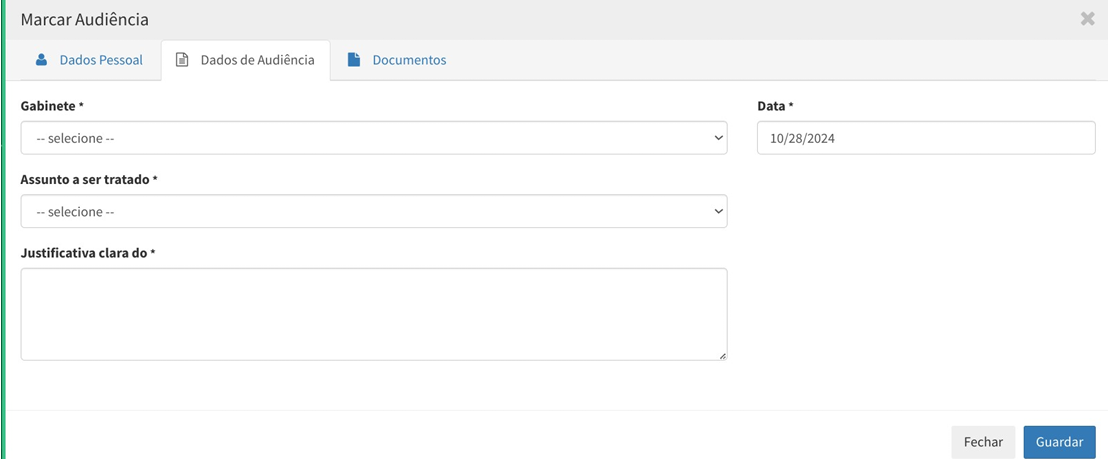 Marcar Audiência
Dados Pessoal
Dados de Audiência
Documentos
Gabinete *
Data *
-- selecione --
10/28/2024
Assunto a ser tratado *
-- selecione --
Justificativa clara do *
Fechar
Guardar